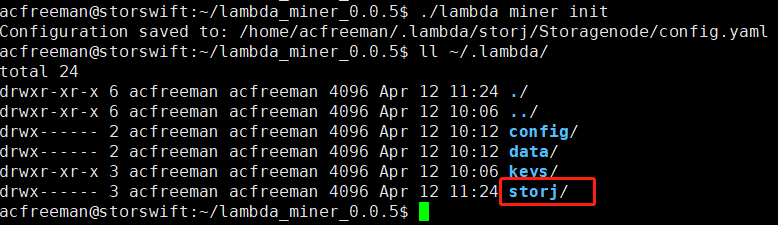 acfreeman@storswift:~/lambda_miner_0.0.5$ ./lambda miner init
Configuration saved to: /home/acfreeman/.lambda/storj/Storagenode/config.yaml
acfreeman@storswift:~/lambda_miner_0.0.5$ ll ~/.lambda/
total 24
drwxr-xr-x 6 acfreeman acfreeman 4096 Apr 12 11:24 ./
drwxr-xr-x 6 acfreeman acfreeman 4096 Apr 12 10:06 ../
drwx------ 2 acfreeman acfreeman 4096 Apr 12 10:12 config/
drwx------ 2 acfreeman acfreeman 4096 Apr 12 10:12 data/
drwxr-xr-x 3 acfreeman acfreeman 4096 Apr 12 10:06 keys/
drwx------ 3 acfreeman acfreeman 4096 Apr 12 11:24 storj/
acfreeman@storswift:~/lambda_miner_0.0.5$